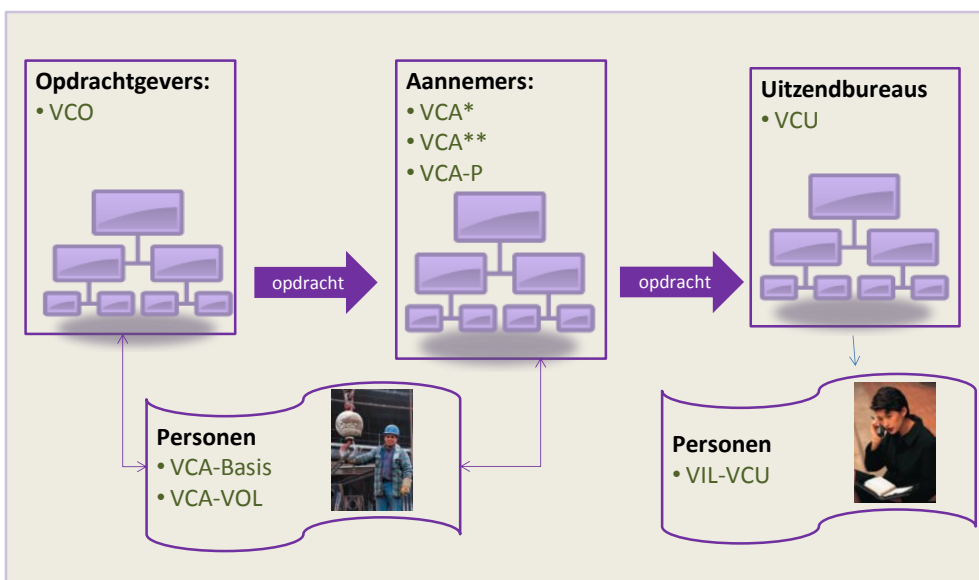 Opdrachtgevers:
• VCO
opdracht
Aannemers:
• VCA*
• VCA**
• VCA-P
opdracht
Uitzendbureaus
• VCU
Personen
• VCA-Basis
• VCA-VOL
Personen
• VIL-VCU